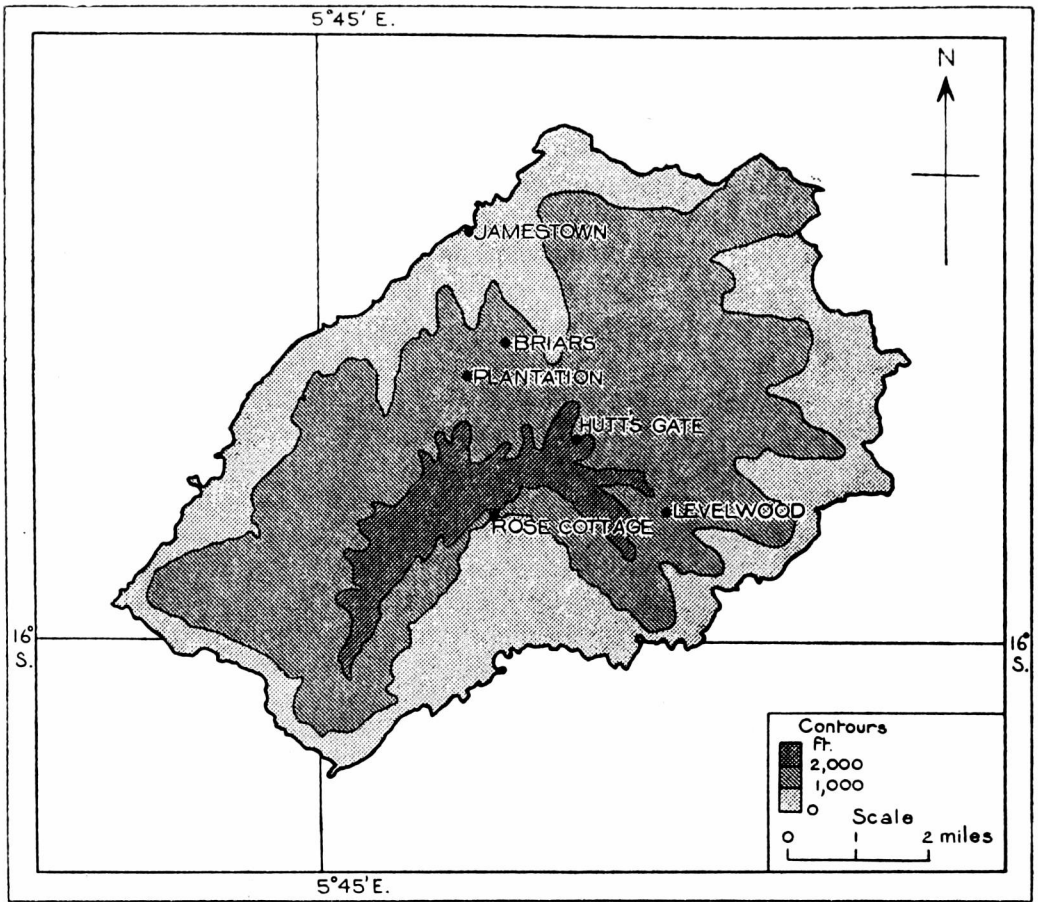 5°45' E.
N
JAMESTOWN
BRIARS
PLANTATION
HUTTS GATE
LEVELWOOD
ROSE COTTAGE
16°
S.
16°
S.
Contours
ft.
2,000
1,000
0
Scale
0 1 2 miles
5°45' E.